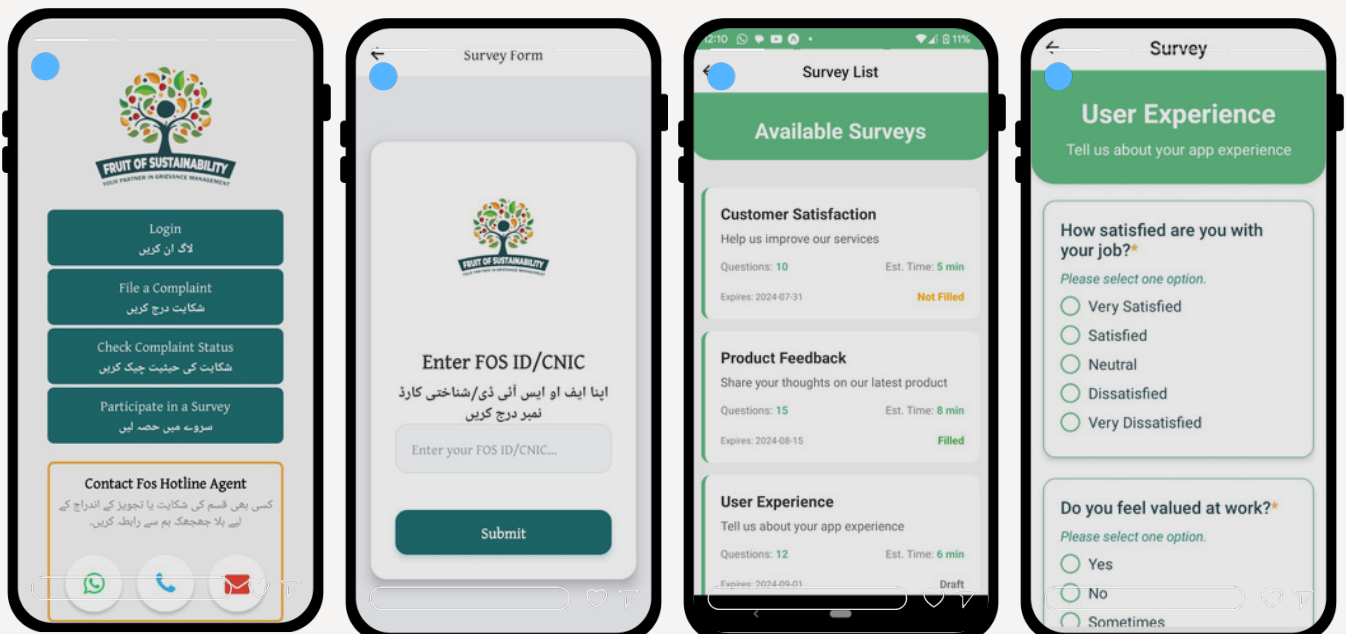 FRUIT OF SUSTAINABILITY
YOUR PARTNER IN GRIEVANCE MANAGEMENT
Login
لاگ ان کریں
File a Complaint
شکایت درج کریں
Check Complaint Status
شکایت کی حیثیت چیک کریں
Participate in a Survey
سروے میں حصہ لیں
Contact Fos Hotline Agent
کسی بھی قسم کی شکایت یا تجویز کے اندراج کے
لیے بلا جھجھک ہم سے رابطہ کریں۔
Survey Form
FRUIT OF SUSTAINABILITY
YOUR PARTNER IN GRIEVANCE MANAGEMENT
Enter FOS ID/CNIC
اپنا ایف او ایس آئی ڈی/شناختی کارڈ
نمبر درج کریں
Enter your FOS ID/CNIC...
Submit
12:10 11%
Survey List
Available Surveys
Customer Satisfaction
Help us improve our services
Questions: 10 Est. Time: 5 min
Expires: 2024-07-31 Not Filled
Product Feedback
Share your thoughts on our latest product
Questions: 15 Est. Time: 8 min
Expires: 2024-08-15 Filled
User Experience
Tell us about your app experience
Questions: 12 Est. Time: 6 min
Expires: 2024-09-01 Draft
Survey
User Experience
Tell us about your app experience
How satisfied are you with
your job?*
Please select one option.
Very Satisfied
Satisfied
Neutral
Dissatisfied
Very Dissatisfied
Do you feel valued at work?*
Please select one option.
Yes
No
Sometimes